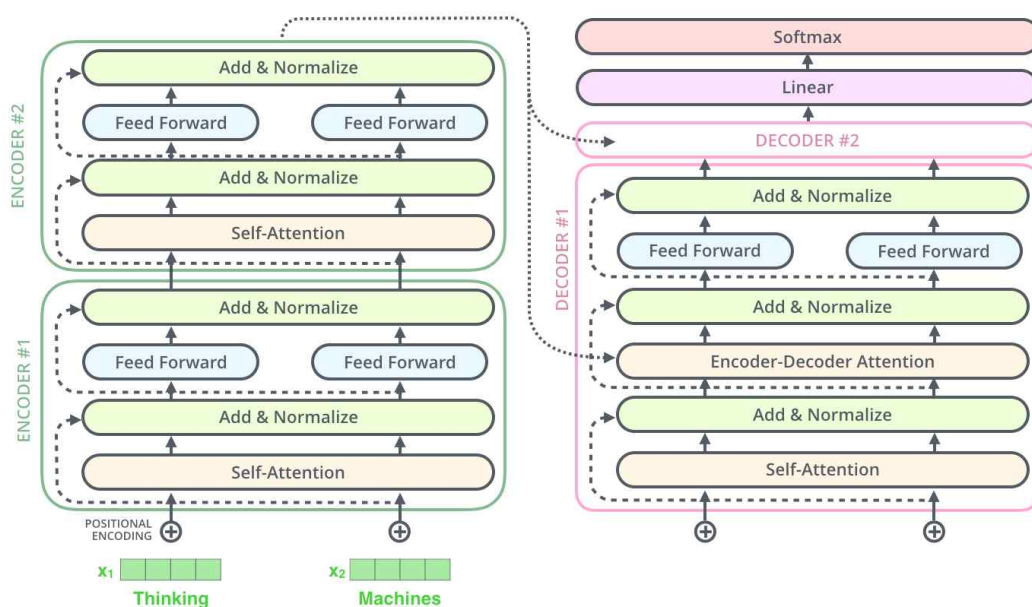 ENCODER #2
Add & Normalize
Feed Forward
Feed Forward
Add & Normalize
Self-Attention
ENCODER #1
Add & Normalize
Feed Forward
Feed Forward
Add & Normalize
Self-Attention
POSITIONAL
ENCODING
x₁
x₂
Thinking
Machines
Softmax
Linear
DECODER #2
DECODER #1
Add & Normalize
Feed Forward
Feed Forward
Add & Normalize
Encoder-Decoder Attention
Add & Normalize
Self-Attention